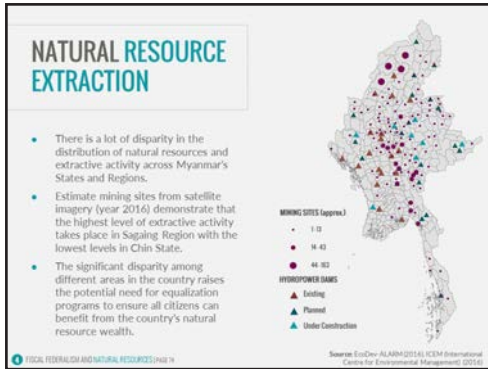 NATURAL RESOURCE
EXTRACTION
• There is a lot of disparity in the
distribution of natural resources and
extractive activity across Myanmar's
States and Regions.
• Estimate mining sites from satellite
imagery (year 2016) demonstrate that
the highest level of extractive activity
takes place in Sagaing Region with the
lowest levels in Chin State.
• The significant disparity among
different areas in the country raises
the potential need for equalization
programs to ensure all citizens can
benefit from the country's natural
resource wealth.
MINING SITES (approx.)
1 - 13
14 - 43
44 - 163
HYDROPOWER DAMS
Existing
Planned
Under Construction
Source: EcoDev-ALARM (2016), ICEM (International
Centre for Environmental Management) (2016)
4 FISCAL FEDERALISM AND NATURAL RESOURCES | PAGE 14